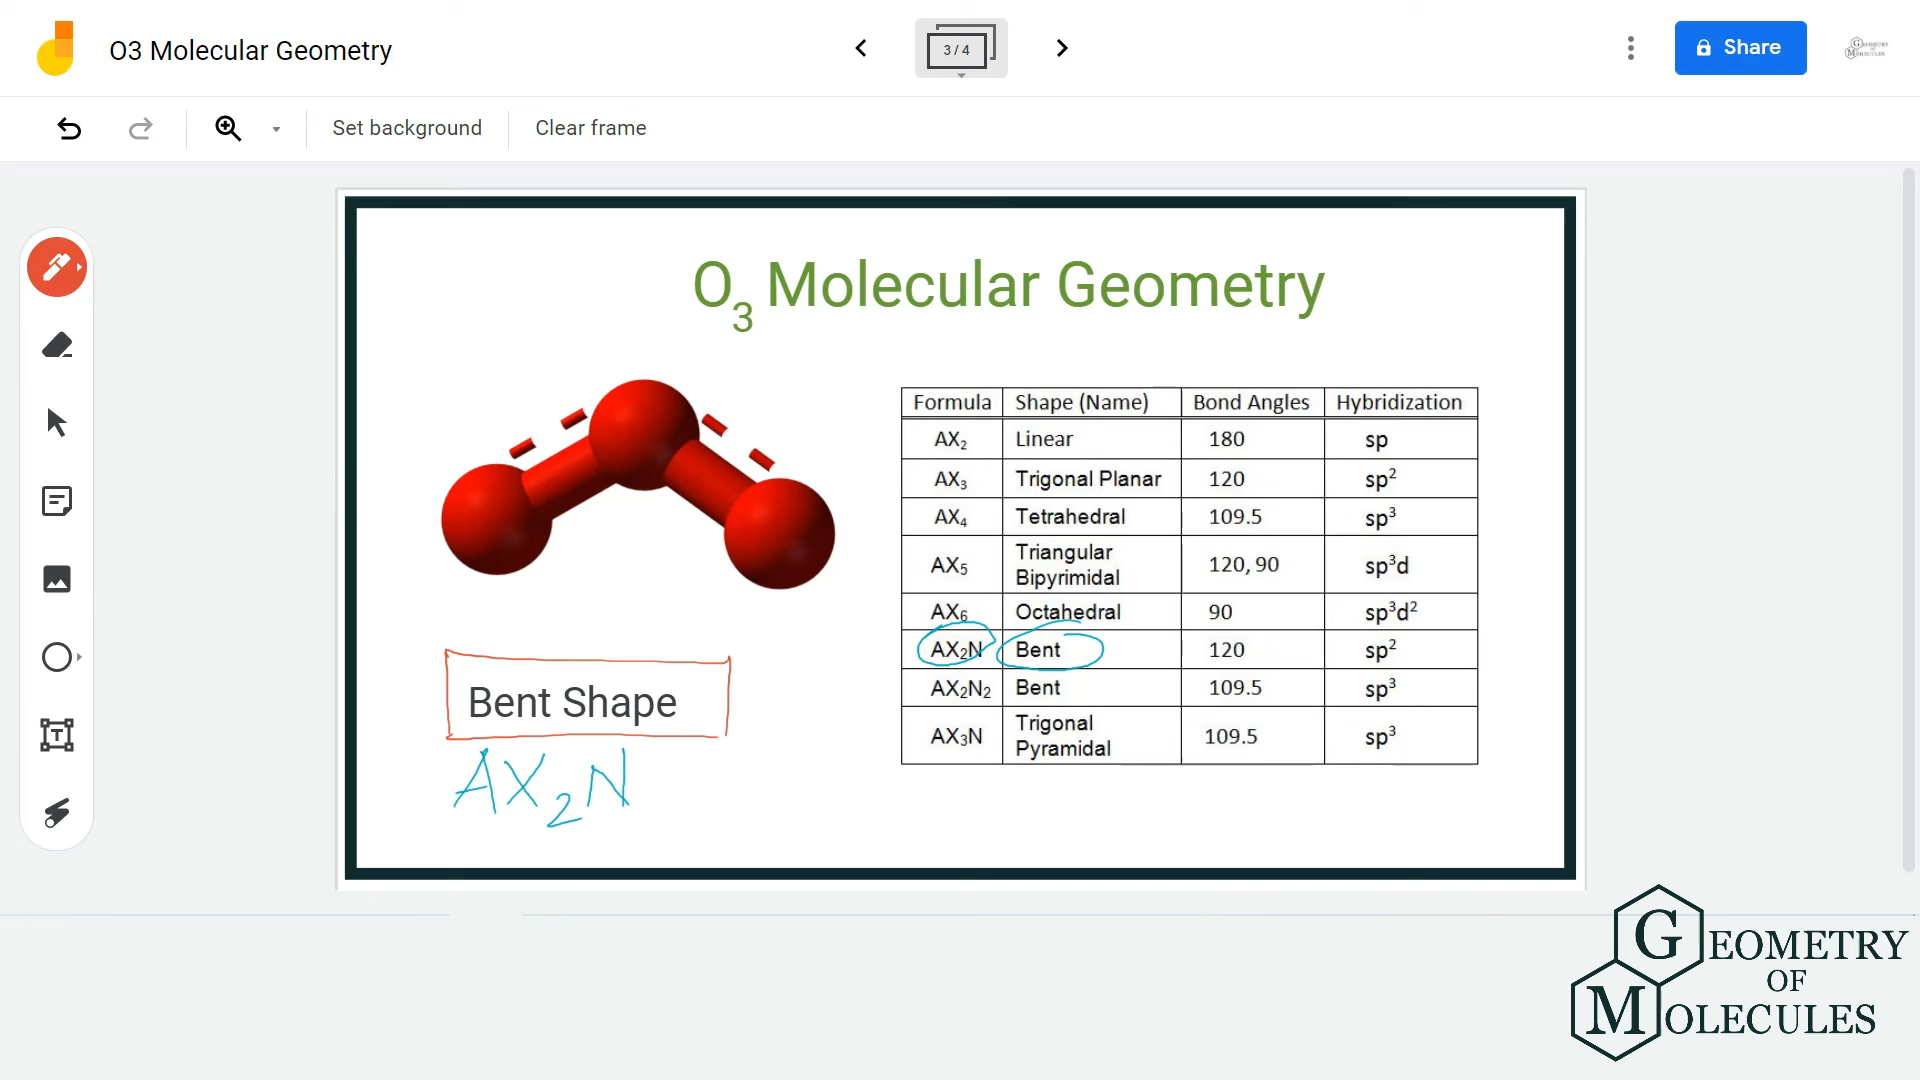 O3 Molecular Geometry
3 / 4
Share
GEOMETRY OF MOLECULES
Set background
Clear frame
O3 Molecular Geometry
Formula Shape (Name) Bond Angles Hybridization
AX2 Linear 180 sp
AX3 Trigonal Planar 120 sp2
AX4 Tetrahedral 109.5 sp3
AX5 Triangular Bipyrimidal 120, 90 sp3d
AX6 Octahedral 90 sp3d2
AX2N Bent 120 sp2
AX2N2 Bent 109.5 sp3
AX3N Trigonal Pyramidal 109.5 sp3
Bent Shape
AX2N
T
GEOMETRY
OF
MOLECULES